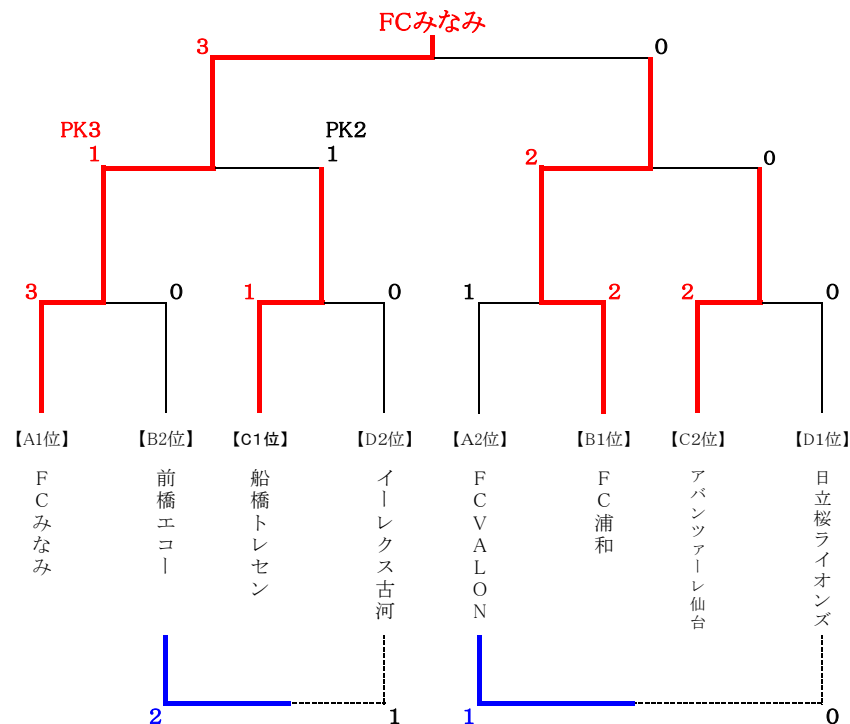 FCみなみ
3 0
PK3 PK2
1 1 2 0
3 0 1 0 1 2 2 0
【A1位】 【B2位】 【C1位】 【D2位】 【A2位】 【B1位】 【C2位】 【D1位】
FCみなみ
前橋エコー
船橋トレセン
イーレクス古河
FCVALON
FC浦和
アバンツァーレ仙台
日立桜ライオンズ
2 1 1 0